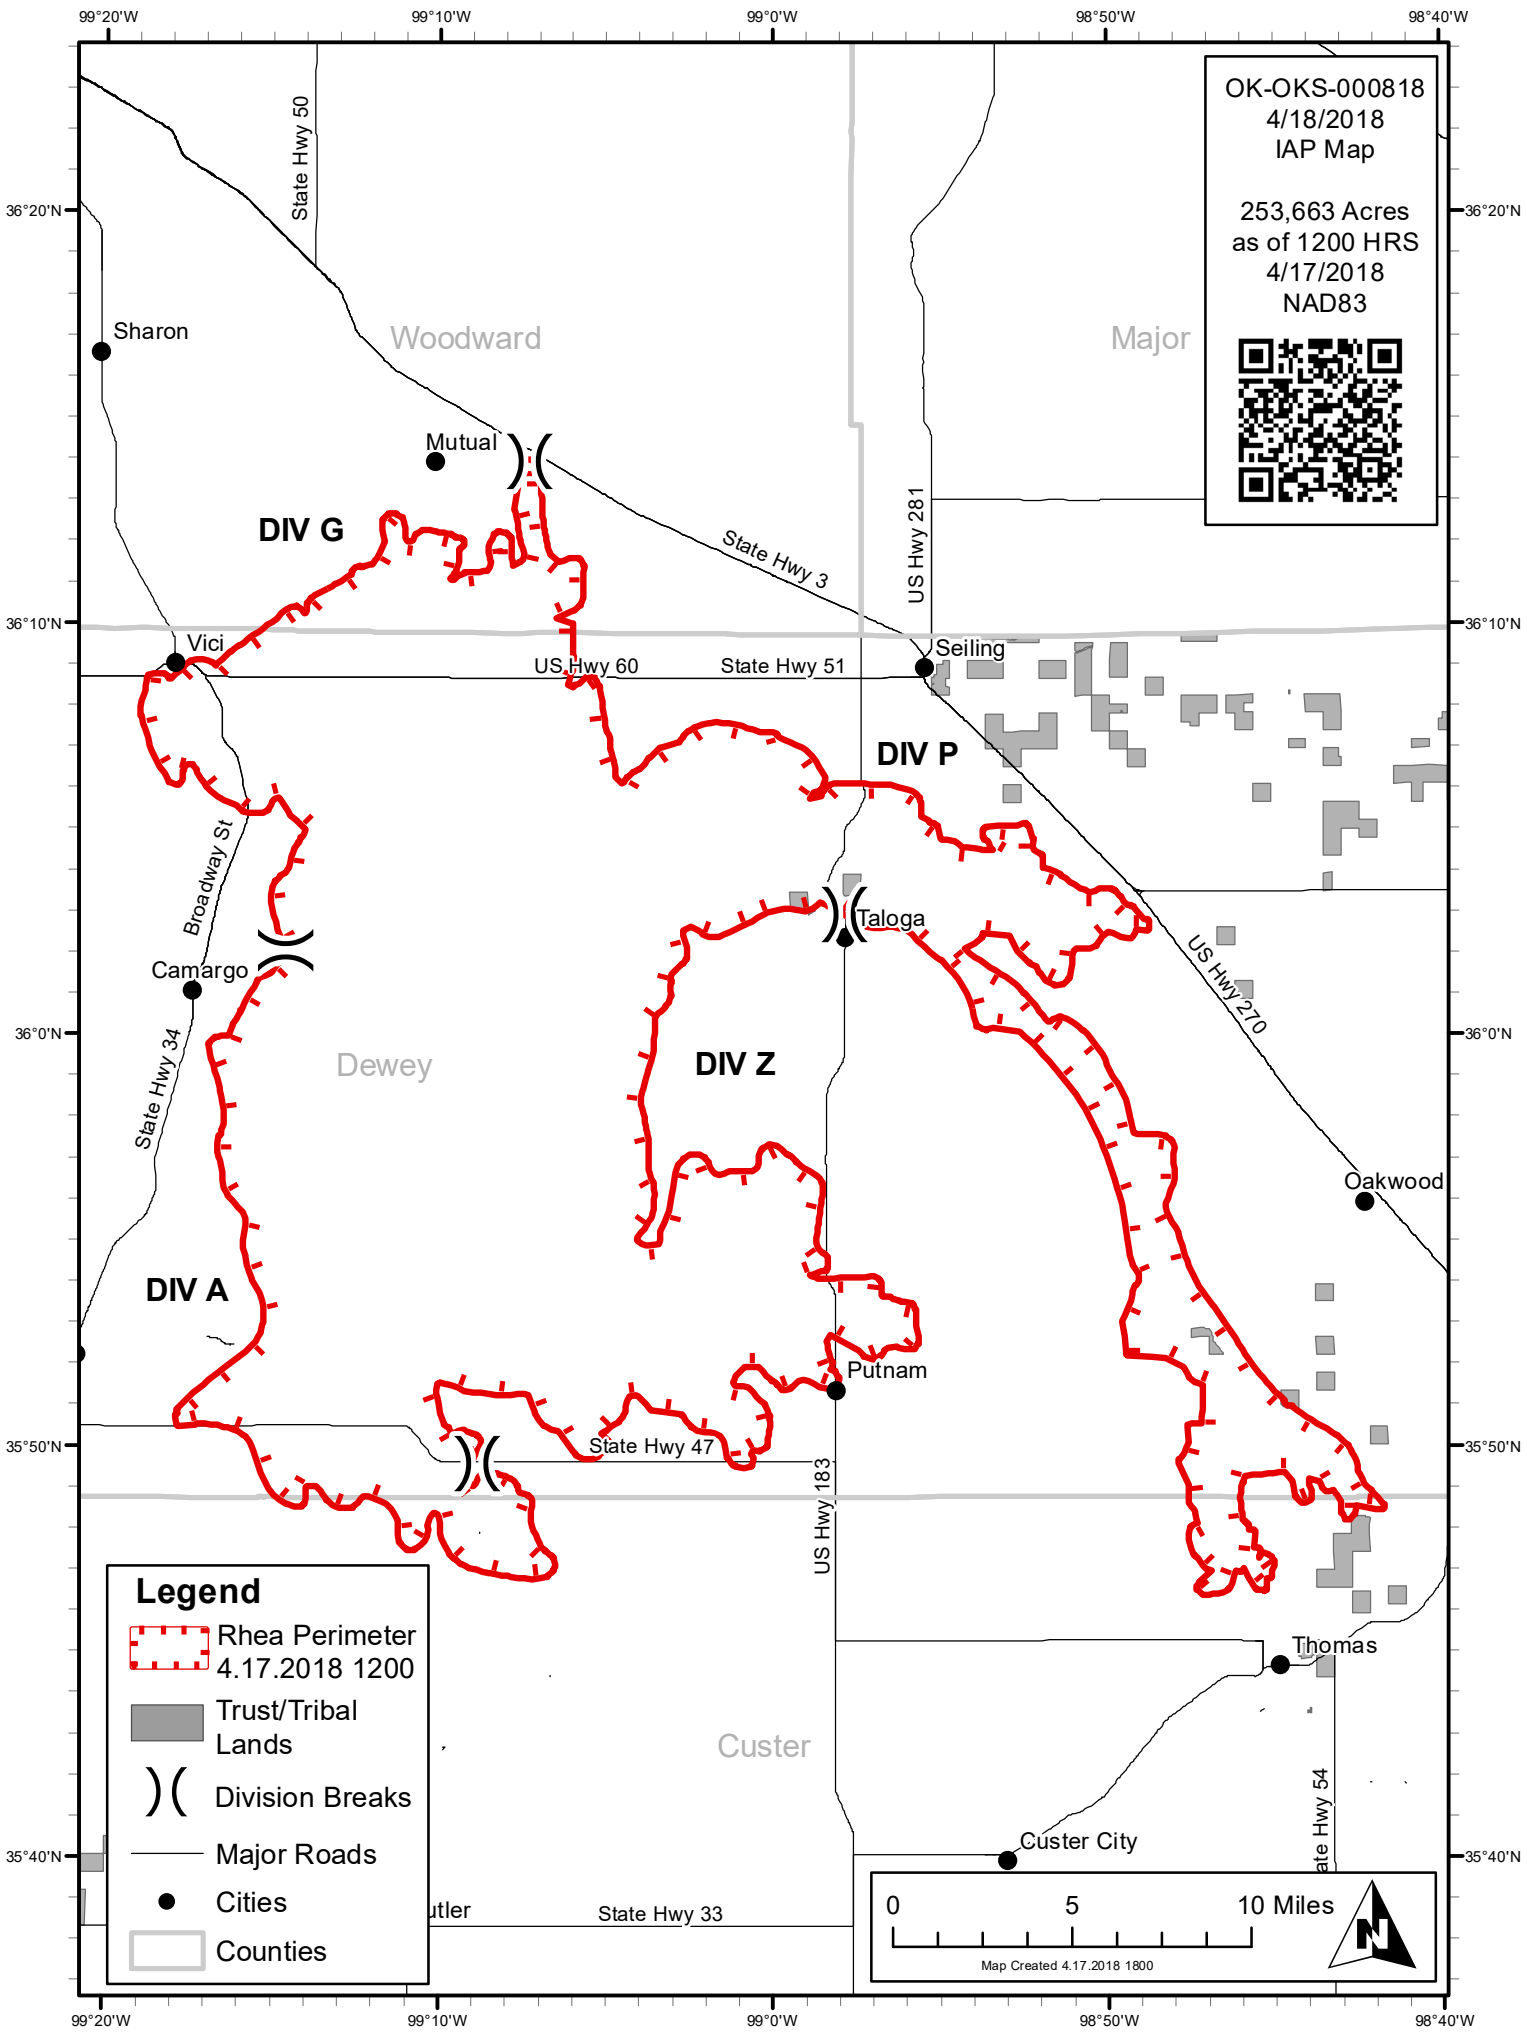 99°20'W
99°10'W
99°0'W
98°50'W
98°40'W
OK-OKS-000818
4/18/2018
IAP Map
253,663 Acres
as of 1200 HRS
4/17/2018
NAD83
State Hwy 50
36°20'N
36°20'N
Sharon
Woodward
Major
Mutual
DIV G
State Hwy 3
US Hwy 281
36°10'N
36°10'N
Vici
Seiling
US Hwy 60
State Hwy 51
DIV P
Broadway St
Taloga
Camargo
US Hwy 270
36°0'N
36°0'N
State Hwy 34
Dewey
DIV Z
Oakwood
DIV A
Putnam
35°50'N
35°50'N
State Hwy 47
US Hwy 183
Legend
Rhea Perimeter
4.17.2018 1200
Trust/Tribal
Lands
Division Breaks
Major Roads
Cities
Counties
Thomas
Custer
ate Hwy 54
Custer City
35°40'N
35°40'N
utler
State Hwy 33
0 5 10 Miles
N
Map Created 4.17.2018 1800
99°20'W
99°10'W
99°0'W
98°50'W
98°40'W